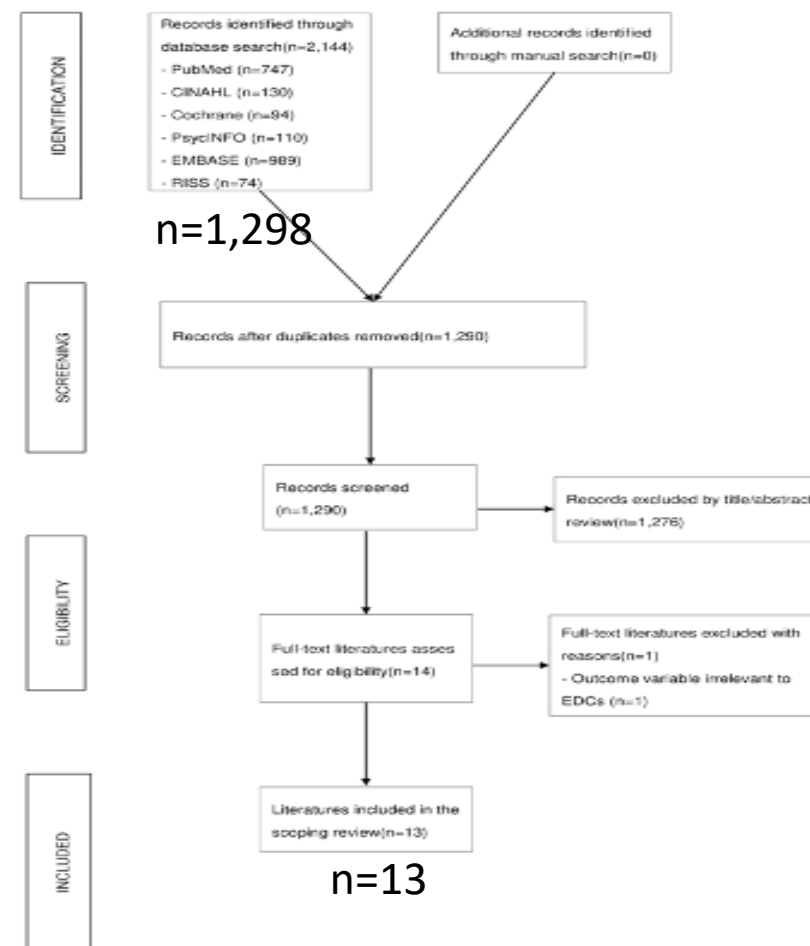 IDENTIFICATION
Records identified through
database search(n=2,144)
- PubMed (n=747)
- CINAHL (n=130)
- Cochrane (n=94)
- PsycINFO (n=110)
- EMBASE (n=989)
- RISS (n=74)
Additional records identified
through manual search(n=0)
n=1,298
SCREENING
Records after duplicates removed(n=1,290)
Records screened
(n=1,290)
Records excluded by title/abstract
review(n=1,276)
ELIGIBILITY
Full-text literatures asses
sed for eligibility(n=14)
Full-text literatures excluded with
reasons(n=1)
- Outcome variable irrelevant to
EDCs (n=1)
INCLUDED
Literatures included in the
scoping review(n=13)
n=13